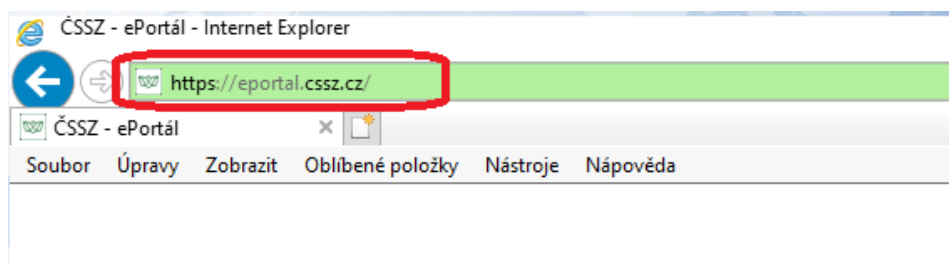 ČSSZ - ePortál - Internet Explorer
https://eportal.cssz.cz/
ČSSZ - ePortál
Soubor Úpravy Zobrazit Oblíbené položky Nástroje Nápověda